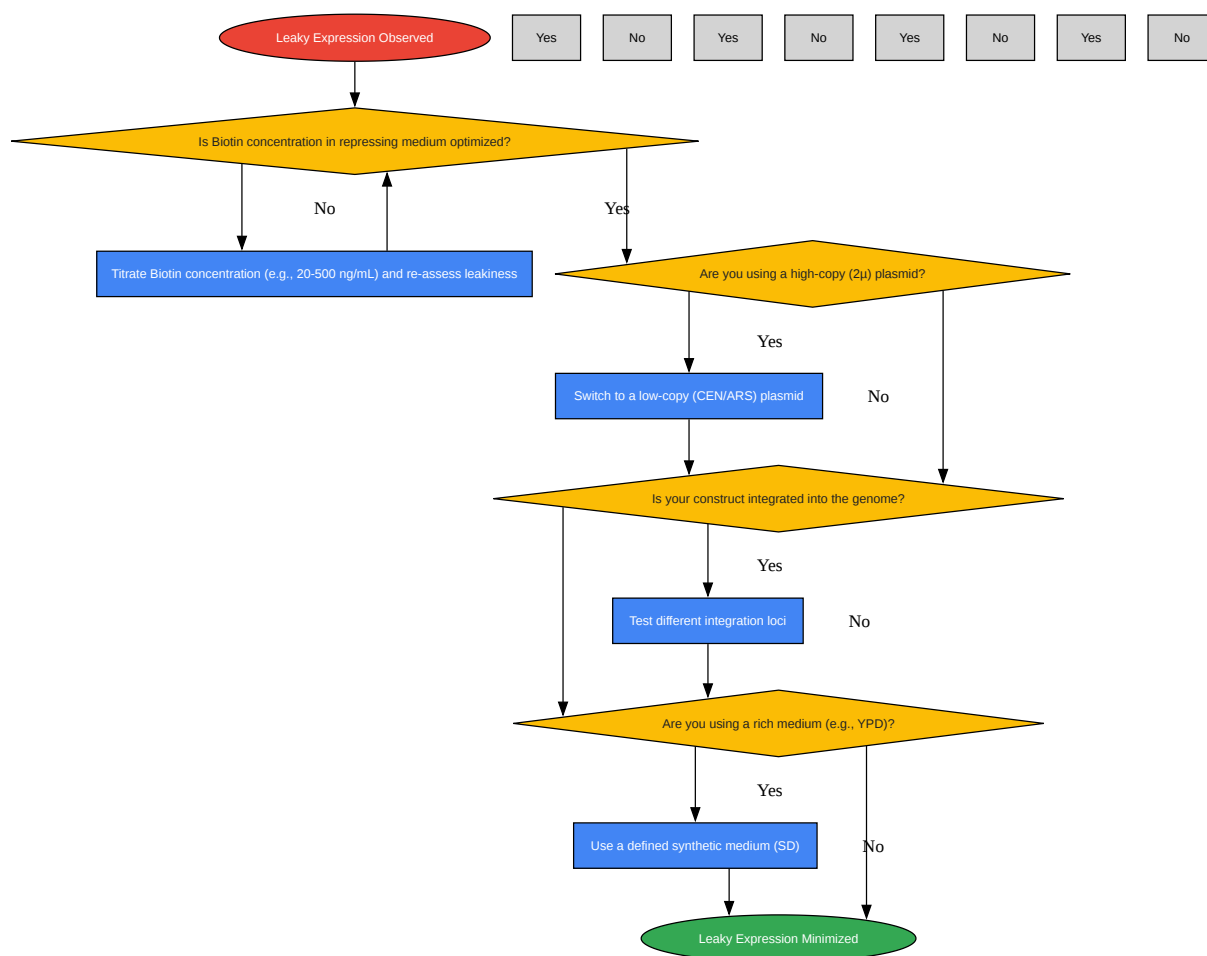 Leaky Expression Observed
Yes
No
Yes
No
Yes
No
Yes
No
Is Biotin concentration in repressing medium optimized?
No
Yes
Titrate Biotin concentration (e.g., 20-500 ng/mL) and re-assess leakiness
Are you using a high-copy (2μ) plasmid?
Yes
Switch to a low-copy (CEN/ARS) plasmid
No
Is your construct integrated into the genome?
Yes
Test different integration loci
No
Are you using a rich medium (e.g., YPD)?
Yes
Use a defined synthetic medium (SD)
No
Leaky Expression Minimized